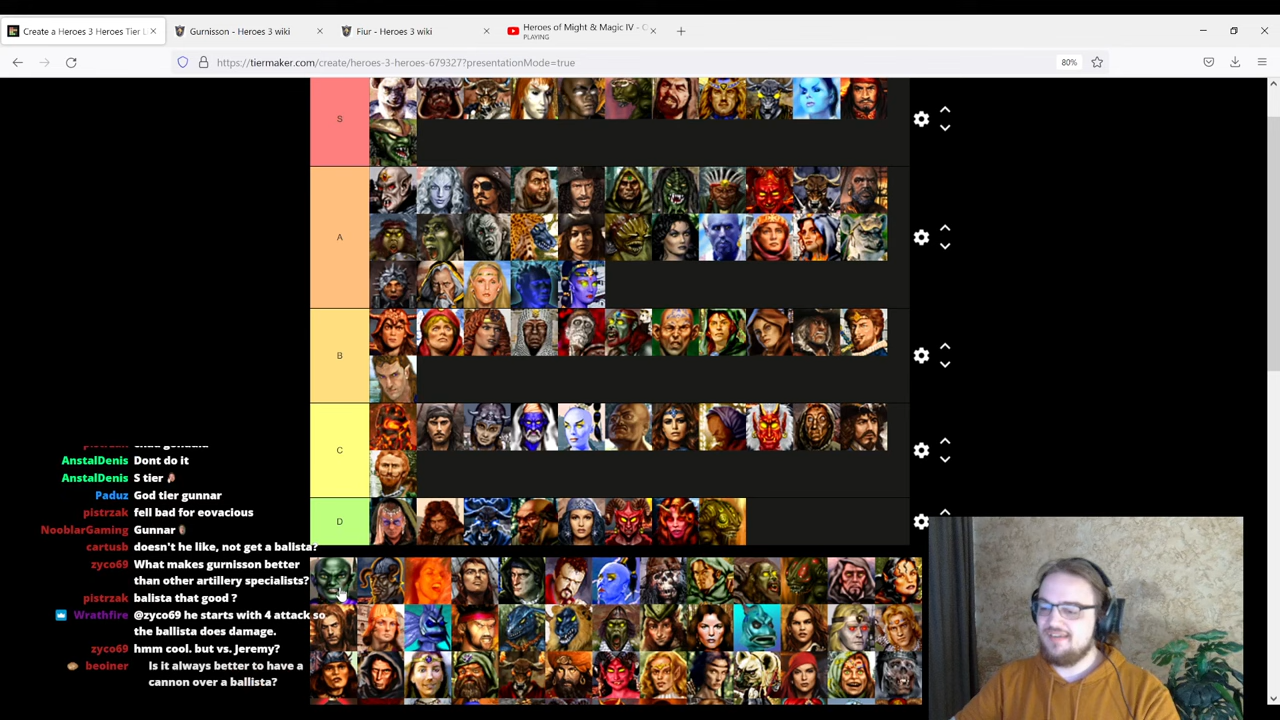 Create a Heroes 3 Heroes Tier L
Gurnisson - Heroes 3 wiki
Fiur - Heroes 3 wiki
Heroes of Might & Magic IV - C
PLAYING
https://tiermaker.com/create/heroes-3-heroes-679327?presentationMode=true
80%
S
A
B
C
D
AnstalDenis Dont do it
AnstalDenis S tier
Paduz God tier gunnar
pistrzak fell bad for eovacious
NooblarGaming Gunnar
cartusb doesn't he like, not get a balista?
zyco69 What makes gurnisson better
than other artillery specialists?
pistrzak balista that good ?
Wrathfire @zyco69 he starts with 4 attack so
the ballista does damage.
zyco69 hmm cool. but vs. Jeremy?
beoiner Is it always better to have a
cannon over a ballista?